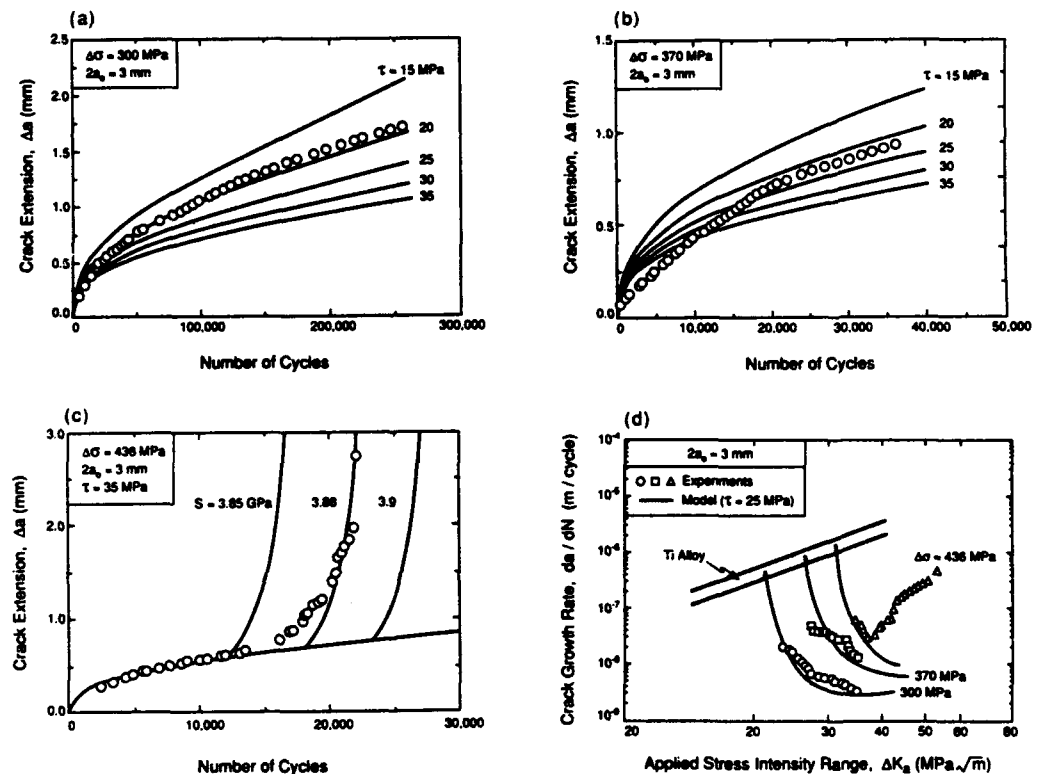 (a)
2.5
2.0
1.5
1.0
0.5
0.0
Crack Extension, Δa (mm)
Δσ = 300 MPa
2a₀ = 3 mm
τ = 15 MPa
20
25
30
35
0 100,000 200,000 300,000
Number of Cycles
(b)
1.5
1.0
0.5
0.0
Crack Extension, Δa (mm)
Δσ = 370 MPa
2a₀ = 3 mm
τ = 15 MPa
20
25
30
35
0 10,000 20,000 30,000 40,000 50,000
Number of Cycles
(c)
3.0
2.0
1.0
0
Crack Extension, Δa (mm)
Δσ = 436 MPa
2a₀ = 3 mm
τ = 35 MPa
S = 3.85 GPa 3.88 3.9
0 10,000 20,000 30,000
Number of Cycles
(d)
10⁻⁴
10⁻⁵
10⁻⁶
10⁻⁷
10⁻⁸
10⁻⁹
Crack Growth Rate, da / dN (m / cycle)
2a₀ = 3 mm
Experiments
Model (τ = 25 MPa)
Ti Alloy
Δσ = 436 MPa
370 MPa
300 MPa
20 30 40 50 60 80
Applied Stress Intensity Range, ΔKₐ (MPa√m)